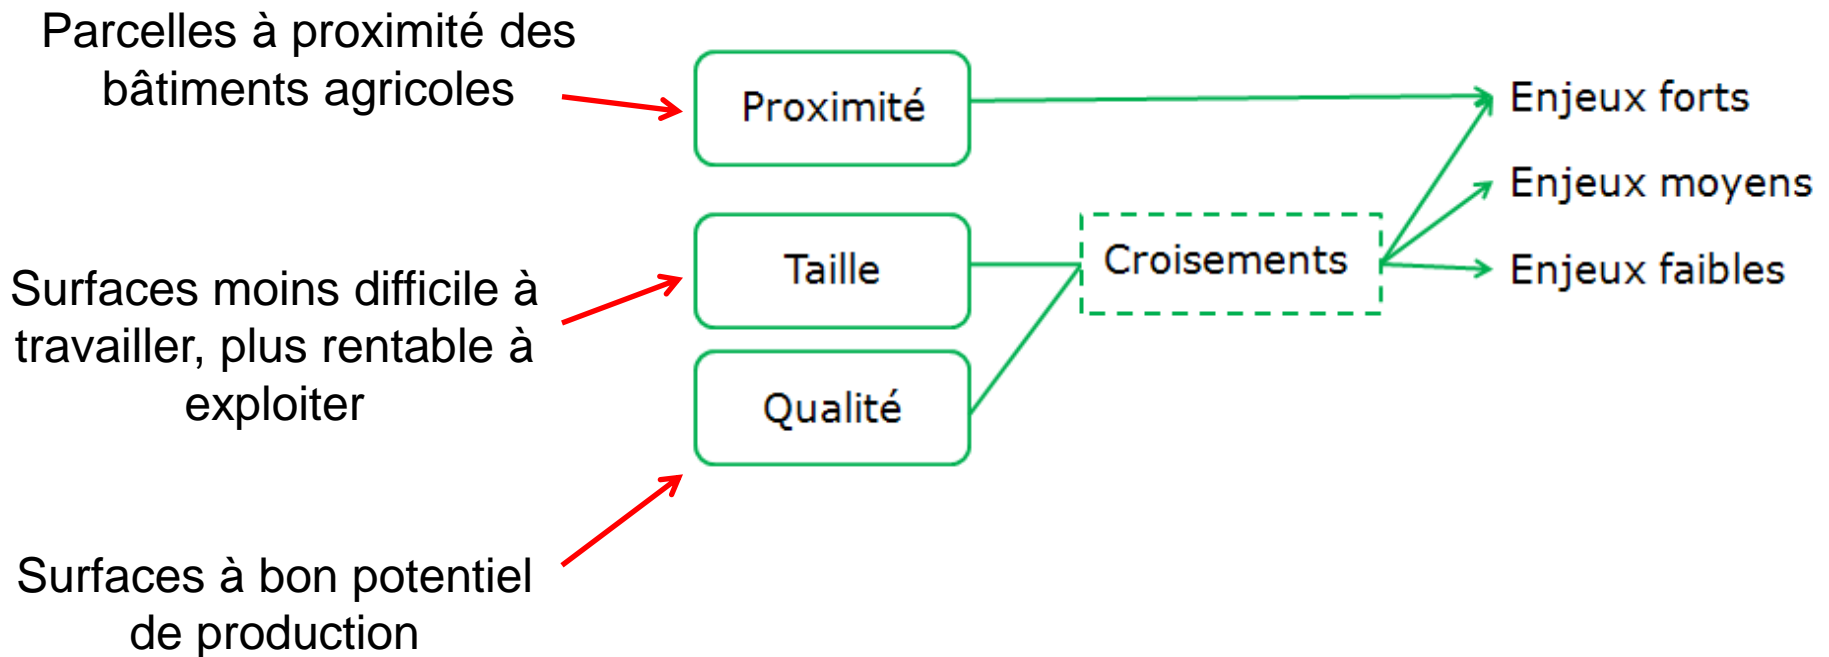 Parcelles à proximité des
bâtiments agricoles
Proximité
Enjeux forts
Enjeux moyens
Surfaces moins difficile à
travailler, plus rentable à
exploiter
Taille
Croisements
Enjeux faibles
Qualité
Surfaces à bon potentiel
de production